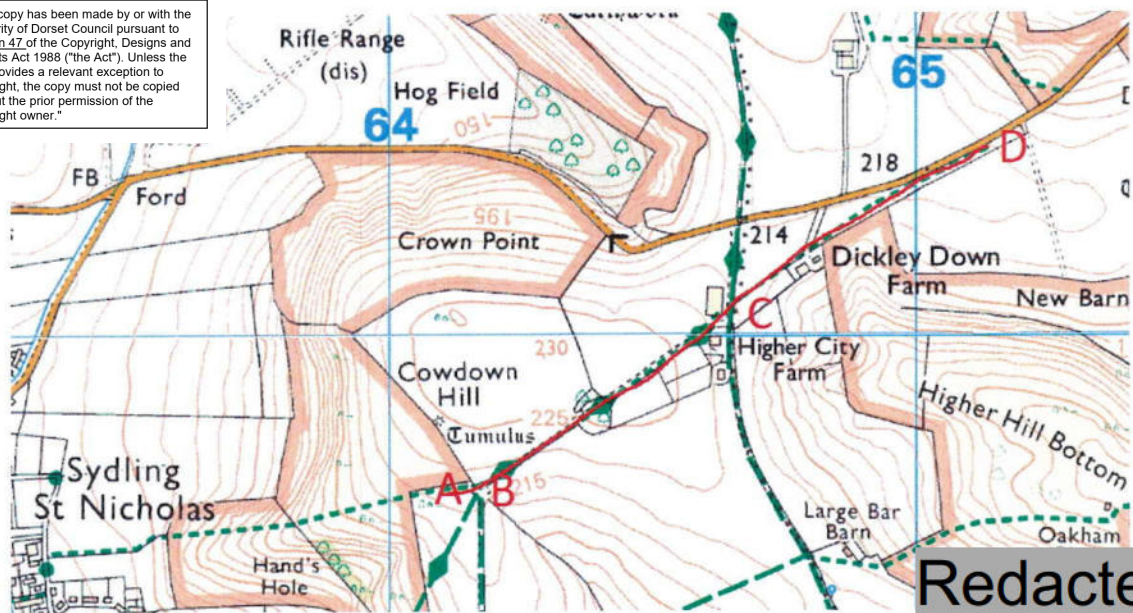 copy has been made by or with the
rity of Dorset Council pursuant to
n 47 of the Copyright, Designs and
ts Act 1988 ("the Act"). Unless the
ovides a relevant exception to
ght, the copy must not be copied
ut the prior permission of the
ght owner."
Rifle Range
(dis)
Hog Field
64
65
150
FB
Ford
218
D
195
Crown Point
214
Dickley Down
Farm
New Barn
C
230
Higher City
Farm
Cowdown
Hill
225
Tumulus
Higher Hill Bottom
Sydling
St Nicholas
A
B
215
Large Bar
Barn
Oakham
Hand's
Hole
Redacte